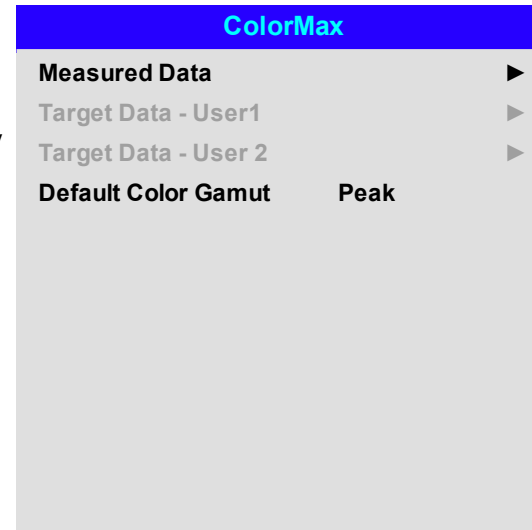 ColorMax
Measured Data ►
Target Data - User1 ►
Target Data - User 2 ►
Default Color Gamut Peak